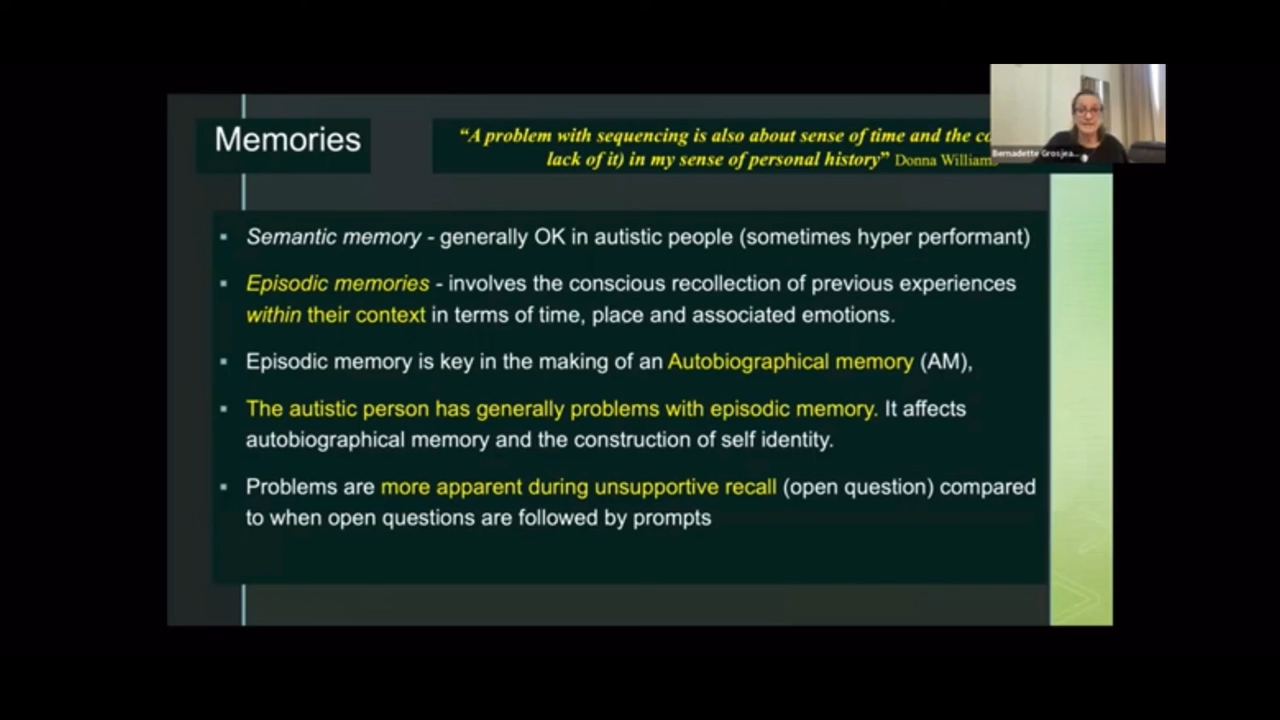 Memories
“A problem with sequencing is also about sense of time and the
lack of it) in my sense of personal history” Donna Williams
Bernadette Grosjea...
▪ Semantic memory - generally OK in autistic people (sometimes hyper performant)
▪ Episodic memories - involves the conscious recollection of previous experiences
within their context in terms of time, place and associated emotions.
▪ Episodic memory is key in the making of an Autobiographical memory (AM),
▪ The autistic person has generally problems with episodic memory. It affects
autobiographical memory and the construction of self identity.
▪ Problems are more apparent during unsupportive recall (open question) compared
to when open questions are followed by prompts